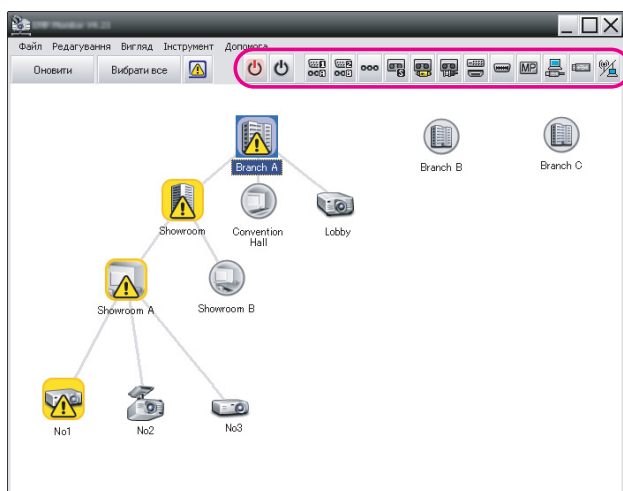 Файл Редагування Вигляд Інструмент Допомога
Оновити Вибрати все MP
Branch A Branch B Branch C
Showroom Convention Hall Lobby
Showroom A Showroom B
No1 No2 No3